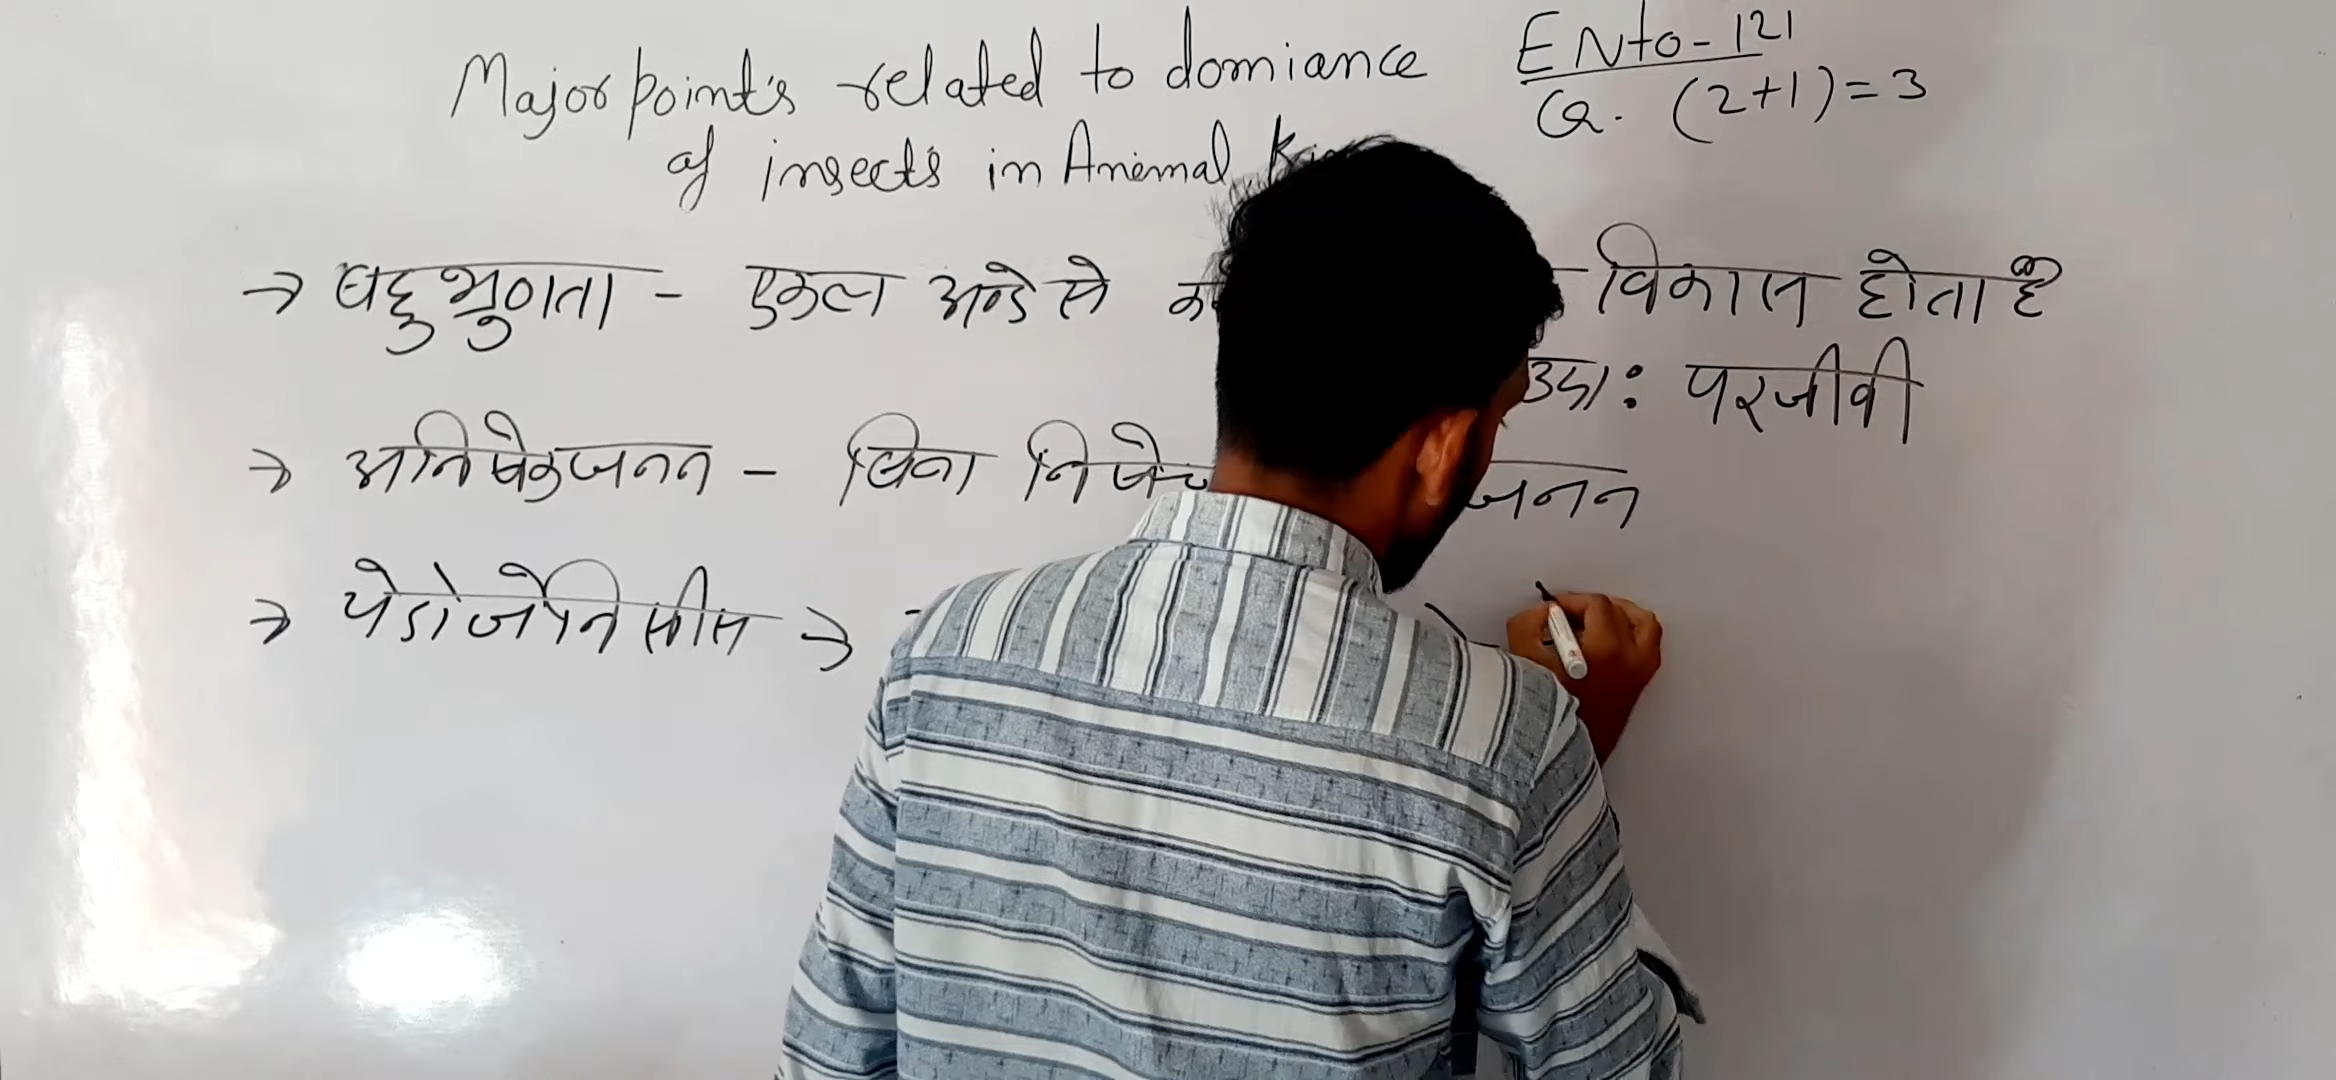 Major points related to domiance
of insects in Animal
ENto-121
Q. (2+1)=3
→ बहुभ्रुणता - एकल अण्डे से विकास होता है
उदा: परजीवी
→ अनिषेकजनन - बिना जनन
→ पेडोजेनिसीस →